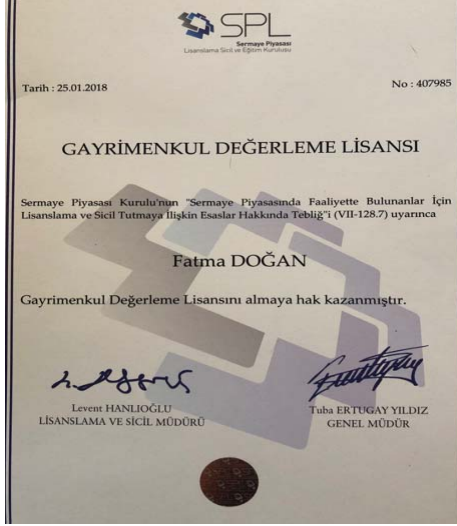 SPL
Sermaye Piyasası
Lisanslama Sicil ve Eğitim Kuruluşu
Tarih : 25.01.2018
No : 407985
GAYRİMENKUL DEĞERLEME LİSANSI
Sermaye Piyasası Kurulu'nun "Sermaye Piyasasında Faaliyette Bulunanlar İçin
Lisanslama ve Sicil Tutmaya İlişkin Esaslar Hakkında Tebliğ"i (VII-128.7) uyarınca
Fatma DOĞAN
Gayrimenkul Değerleme Lisansını almaya hak kazanmıştır.
Levent HANLIOĞLU
LİSANSLAMA VE SİCİL MÜDÜRÜ
Tuba ERTUGAY YILDIZ
GENEL MÜDÜR